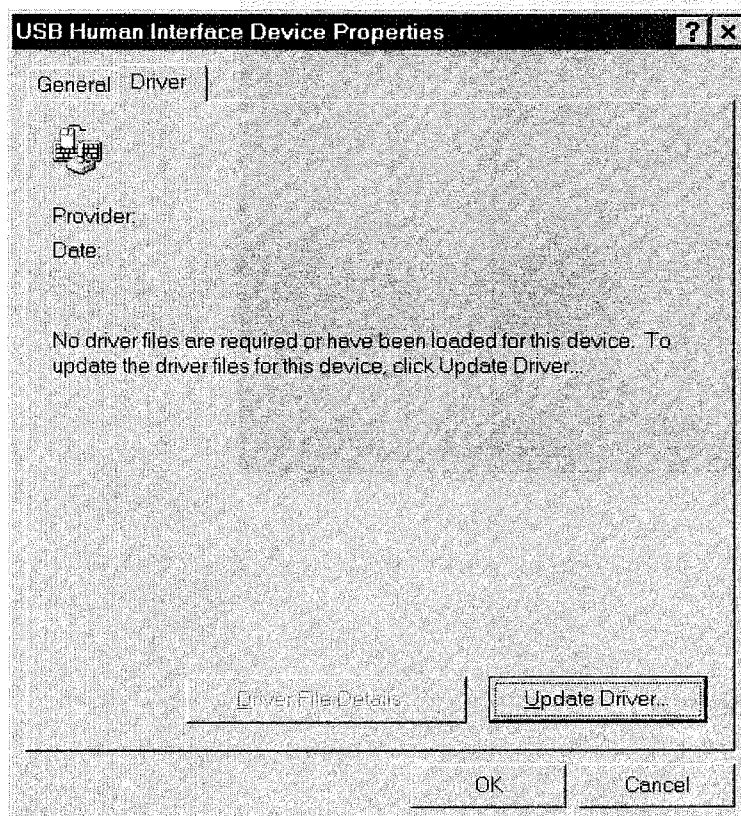 USB Human Interface Device Properties
? ×
General Driver
Provider:
Date:
No driver files are required or have been loaded for this device. To
update the driver files for this device, click Update Driver...
Driver File Details... Update Driver...
OK Cancel